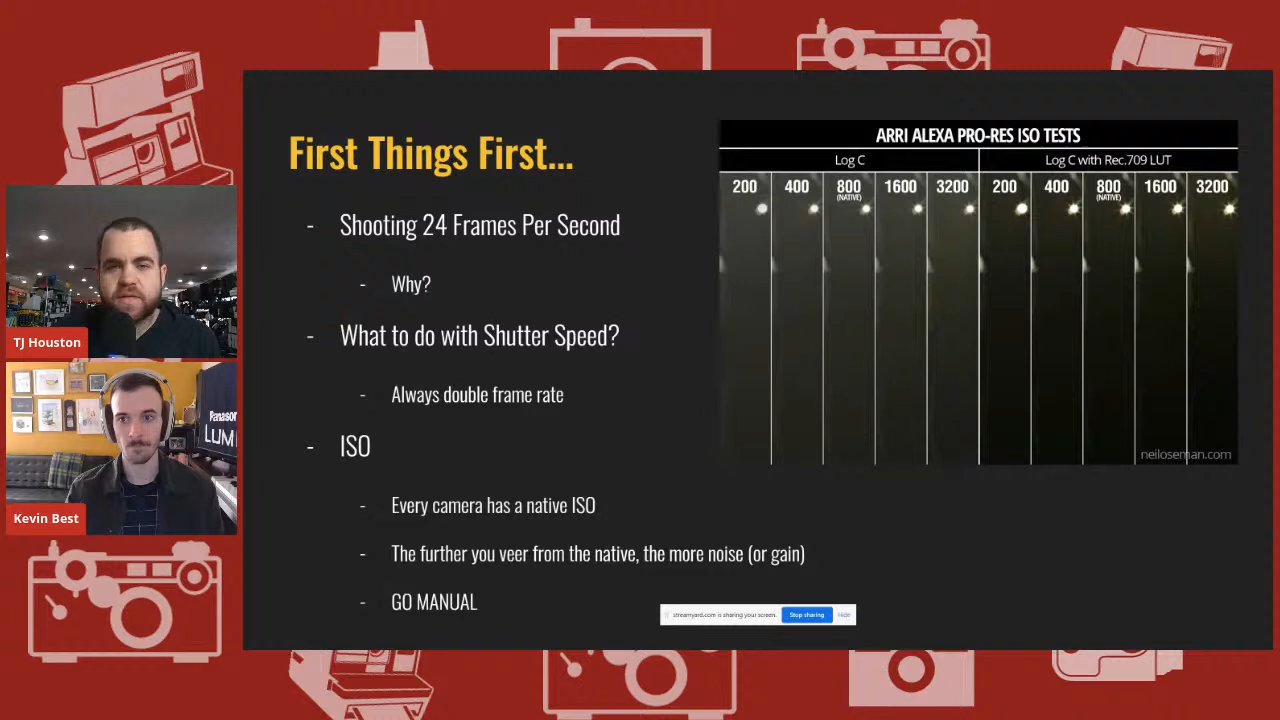 First Things First...
- Shooting 24 Frames Per Second
- Why?
- What to do with Shutter Speed?
- Always double frame rate
- ISO
- Every camera has a native ISO
- The further you veer from the native, the more noise (or gain)
- GO MANUAL
ARRI ALEXA PRO-RES ISO TESTS
Log C Log C with Rec.709 LUT
200 400 800 1600 3200 200 400 800 1600 3200
(NATIVE) (NATIVE)
neiloseman.com
TJ Houston
Panaso
LUMI
Kevin Best
streamyard.com is sharing your screen. Stop sharing Hide